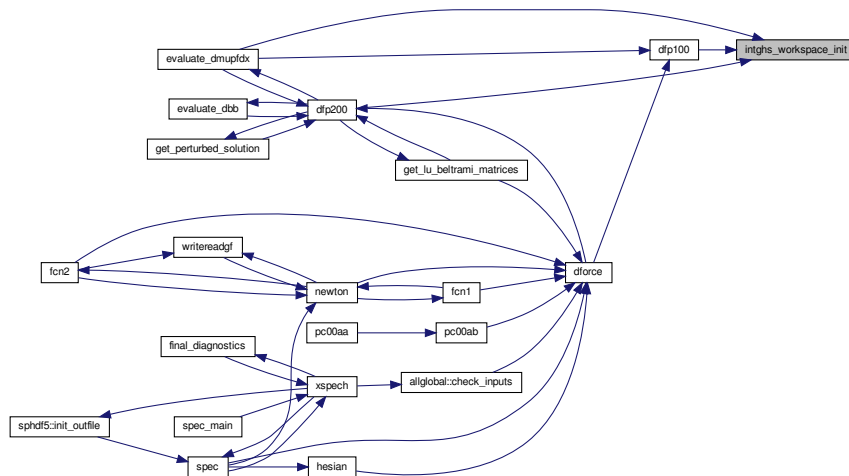 evaluate_dmupfdx
dfp100
intghs_workspace_init
evaluate_dbb
dfp200
get_perturbed_solution
get_lu_beltrami_matrices
writereadgf
fcn2
dforce
newton
fcn1
pc00aa
pc00ab
final_diagnostics
xspech
allglobal::check_inputs
sphdf5::init_outfile
spec_main
spec
hesian